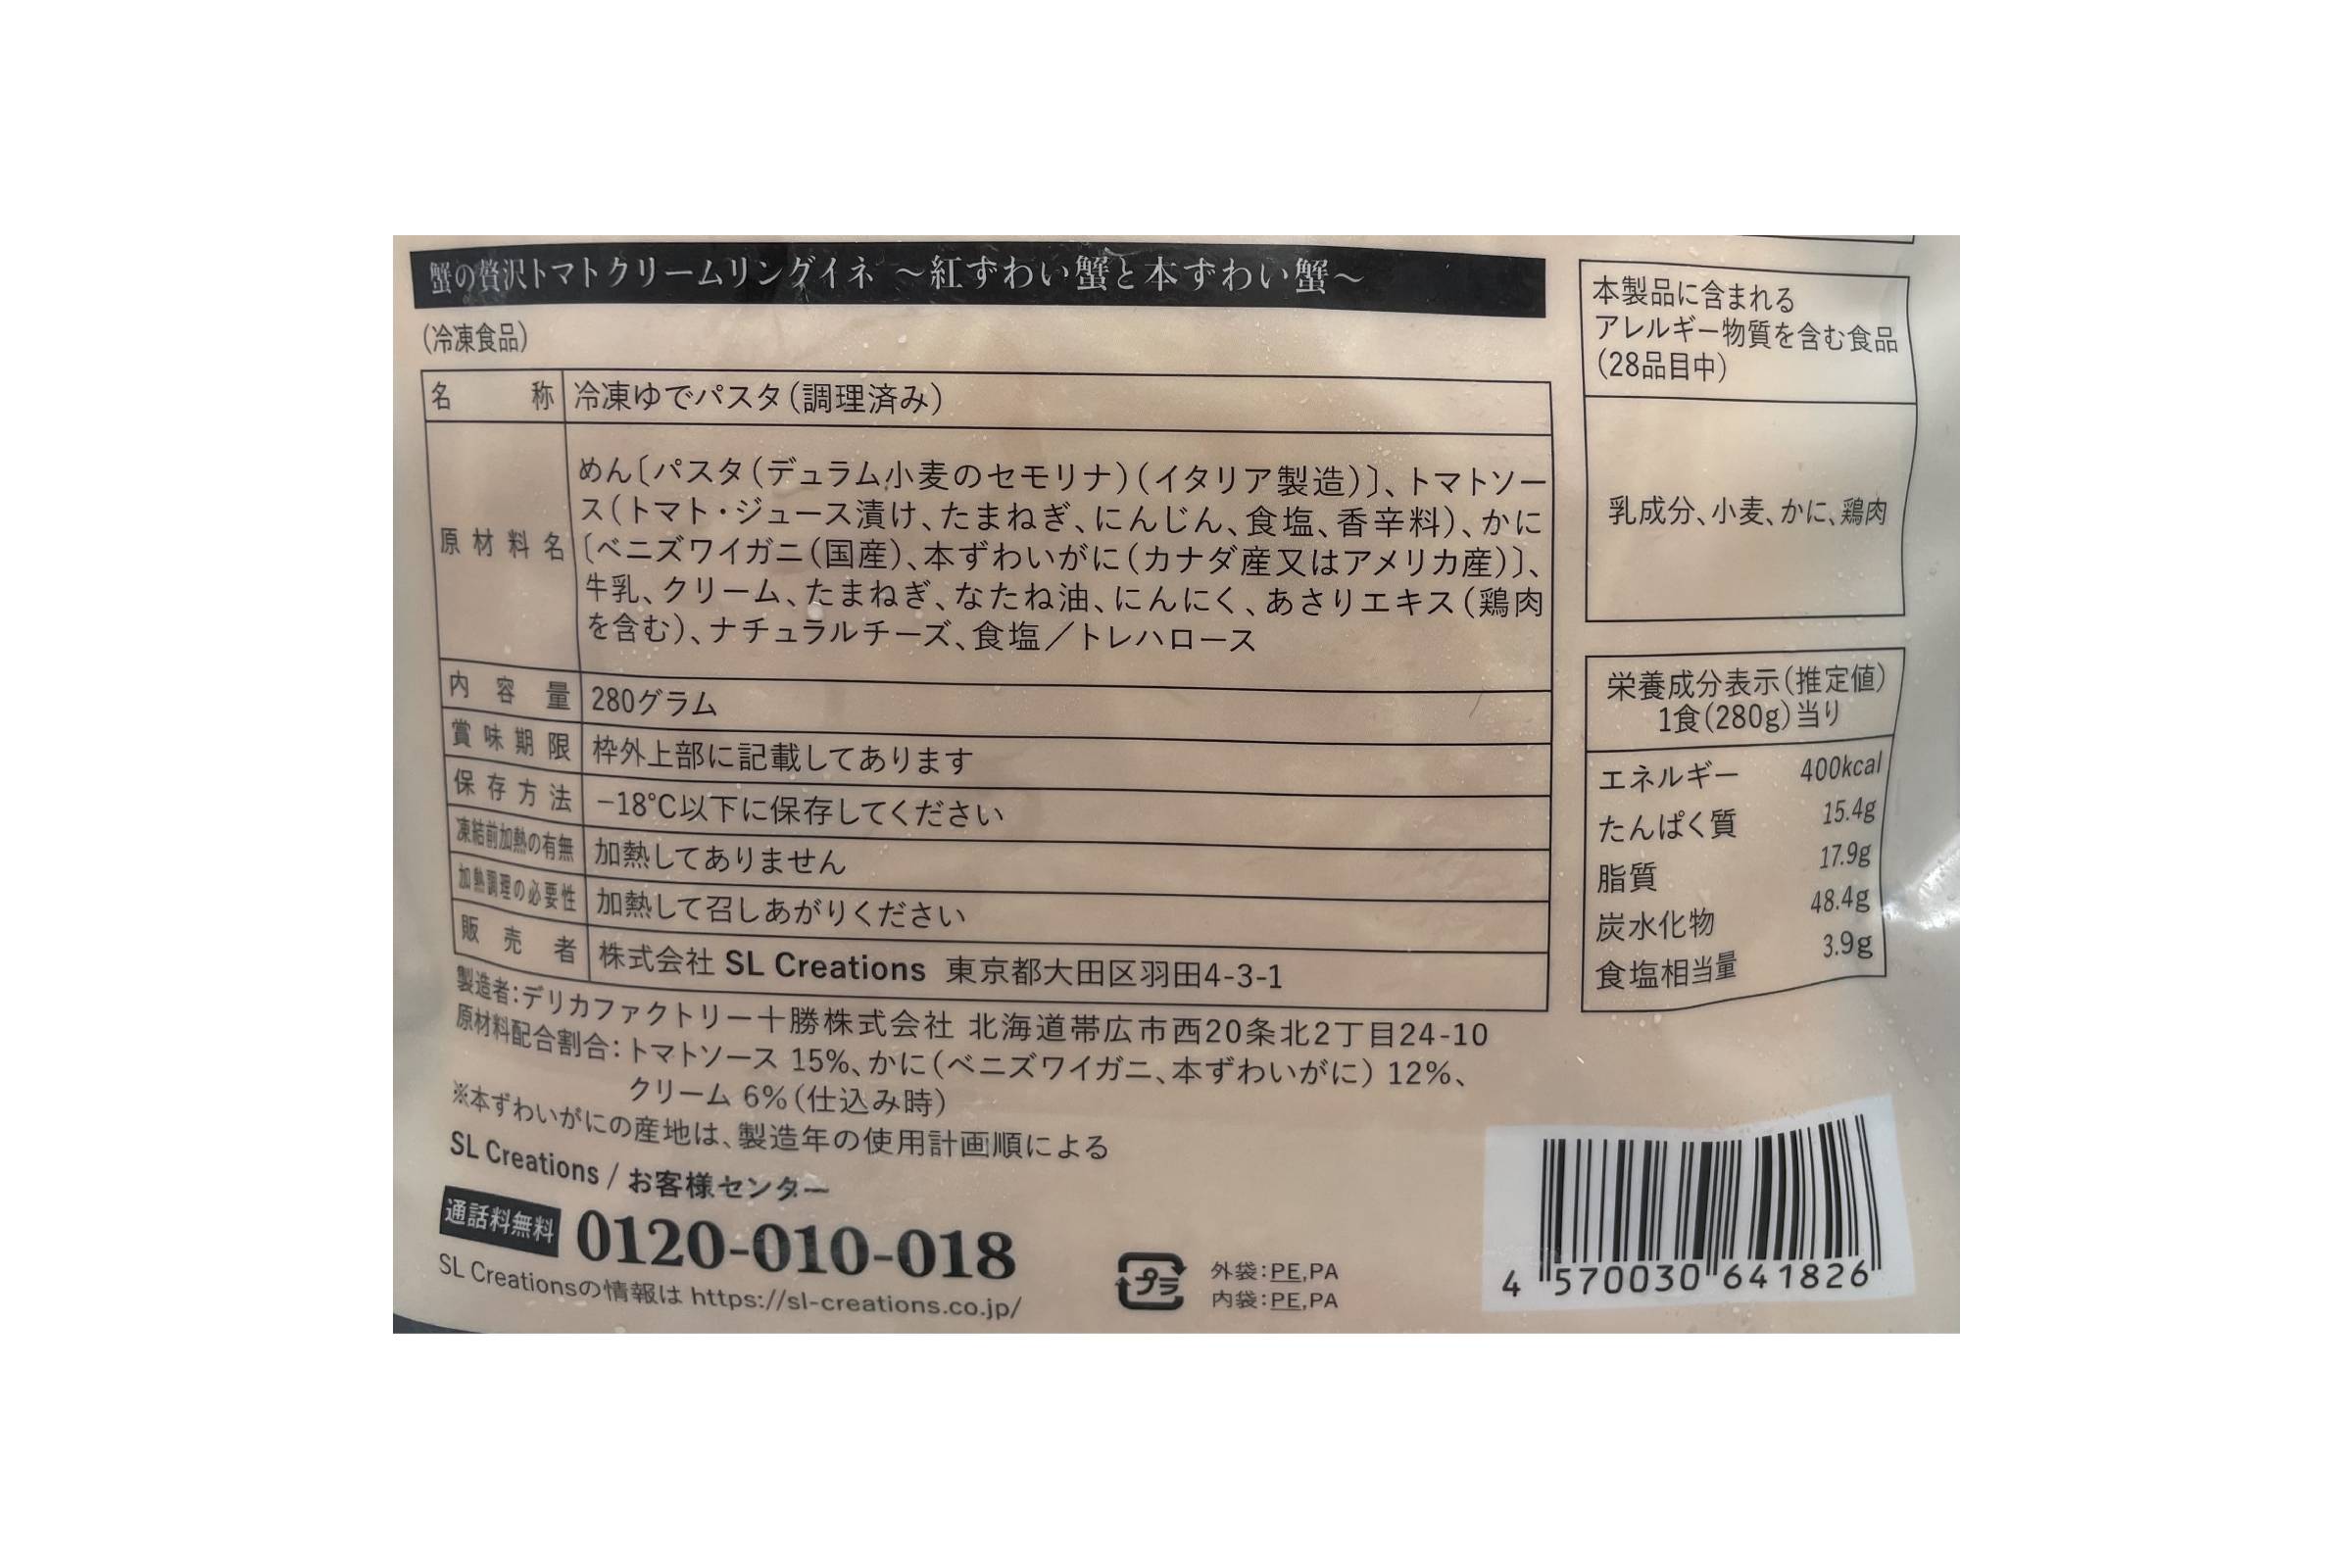 蟹の贅沢トマトクリームリングイネ ～紅ずわい蟹と本ずわい蟹～
(冷凍食品)
名称 冷凍ゆでパスタ(調理済み)
原材料名
めん〔パスタ(デュラム小麦のセモリナ)(イタリア製造)〕、トマトソー
ス(トマト・ジュース漬け、たまねぎ、にんじん、食塩、香辛料)、かに
〔ベニズワイガニ(国産)、本ずわいがに(カナダ産又はアメリカ産)〕、
牛乳、クリーム、たまねぎ、なたね油、にんにく、あさりエキス(鶏肉
を含む)、ナチュラルチーズ、食塩／トレハロース
内容量 280グラム
賞味期限 枠外上部に記載してあります
保存方法 −18℃以下に保存してください
凍結前加熱の有無 加熱してありません
加熱調理の必要性 加熱して召しあがりください
販売者 株式会社 SL Creations 東京都大田区羽田4-3-1
製造者:デリカファクトリー十勝株式会社 北海道帯広市西20条北2丁目24-10
原材料配合割合:トマトソース 15%、かに(ベニズワイガニ、本ずわいがに) 12%、
クリーム 6%(仕込み時)
※本ずわいがにの産地は、製造年の使用計画順による
SL Creations / お客様センター
通話料無料 0120-010-018
SL Creationsの情報は https://sl-creations.co.jp/
プラ
外袋:PE,PA
内袋:PE,PA
本製品に含まれる
アレルギー物質を含む食品
(28品目中)
乳成分、小麦、かに、鶏肉
栄養成分表示(推定値)
1食(280g)当り
エネルギー 400kcal
たんぱく質 15.4g
脂質 17.9g
炭水化物 48.4g
食塩相当量 3.9g
4 570030 641826